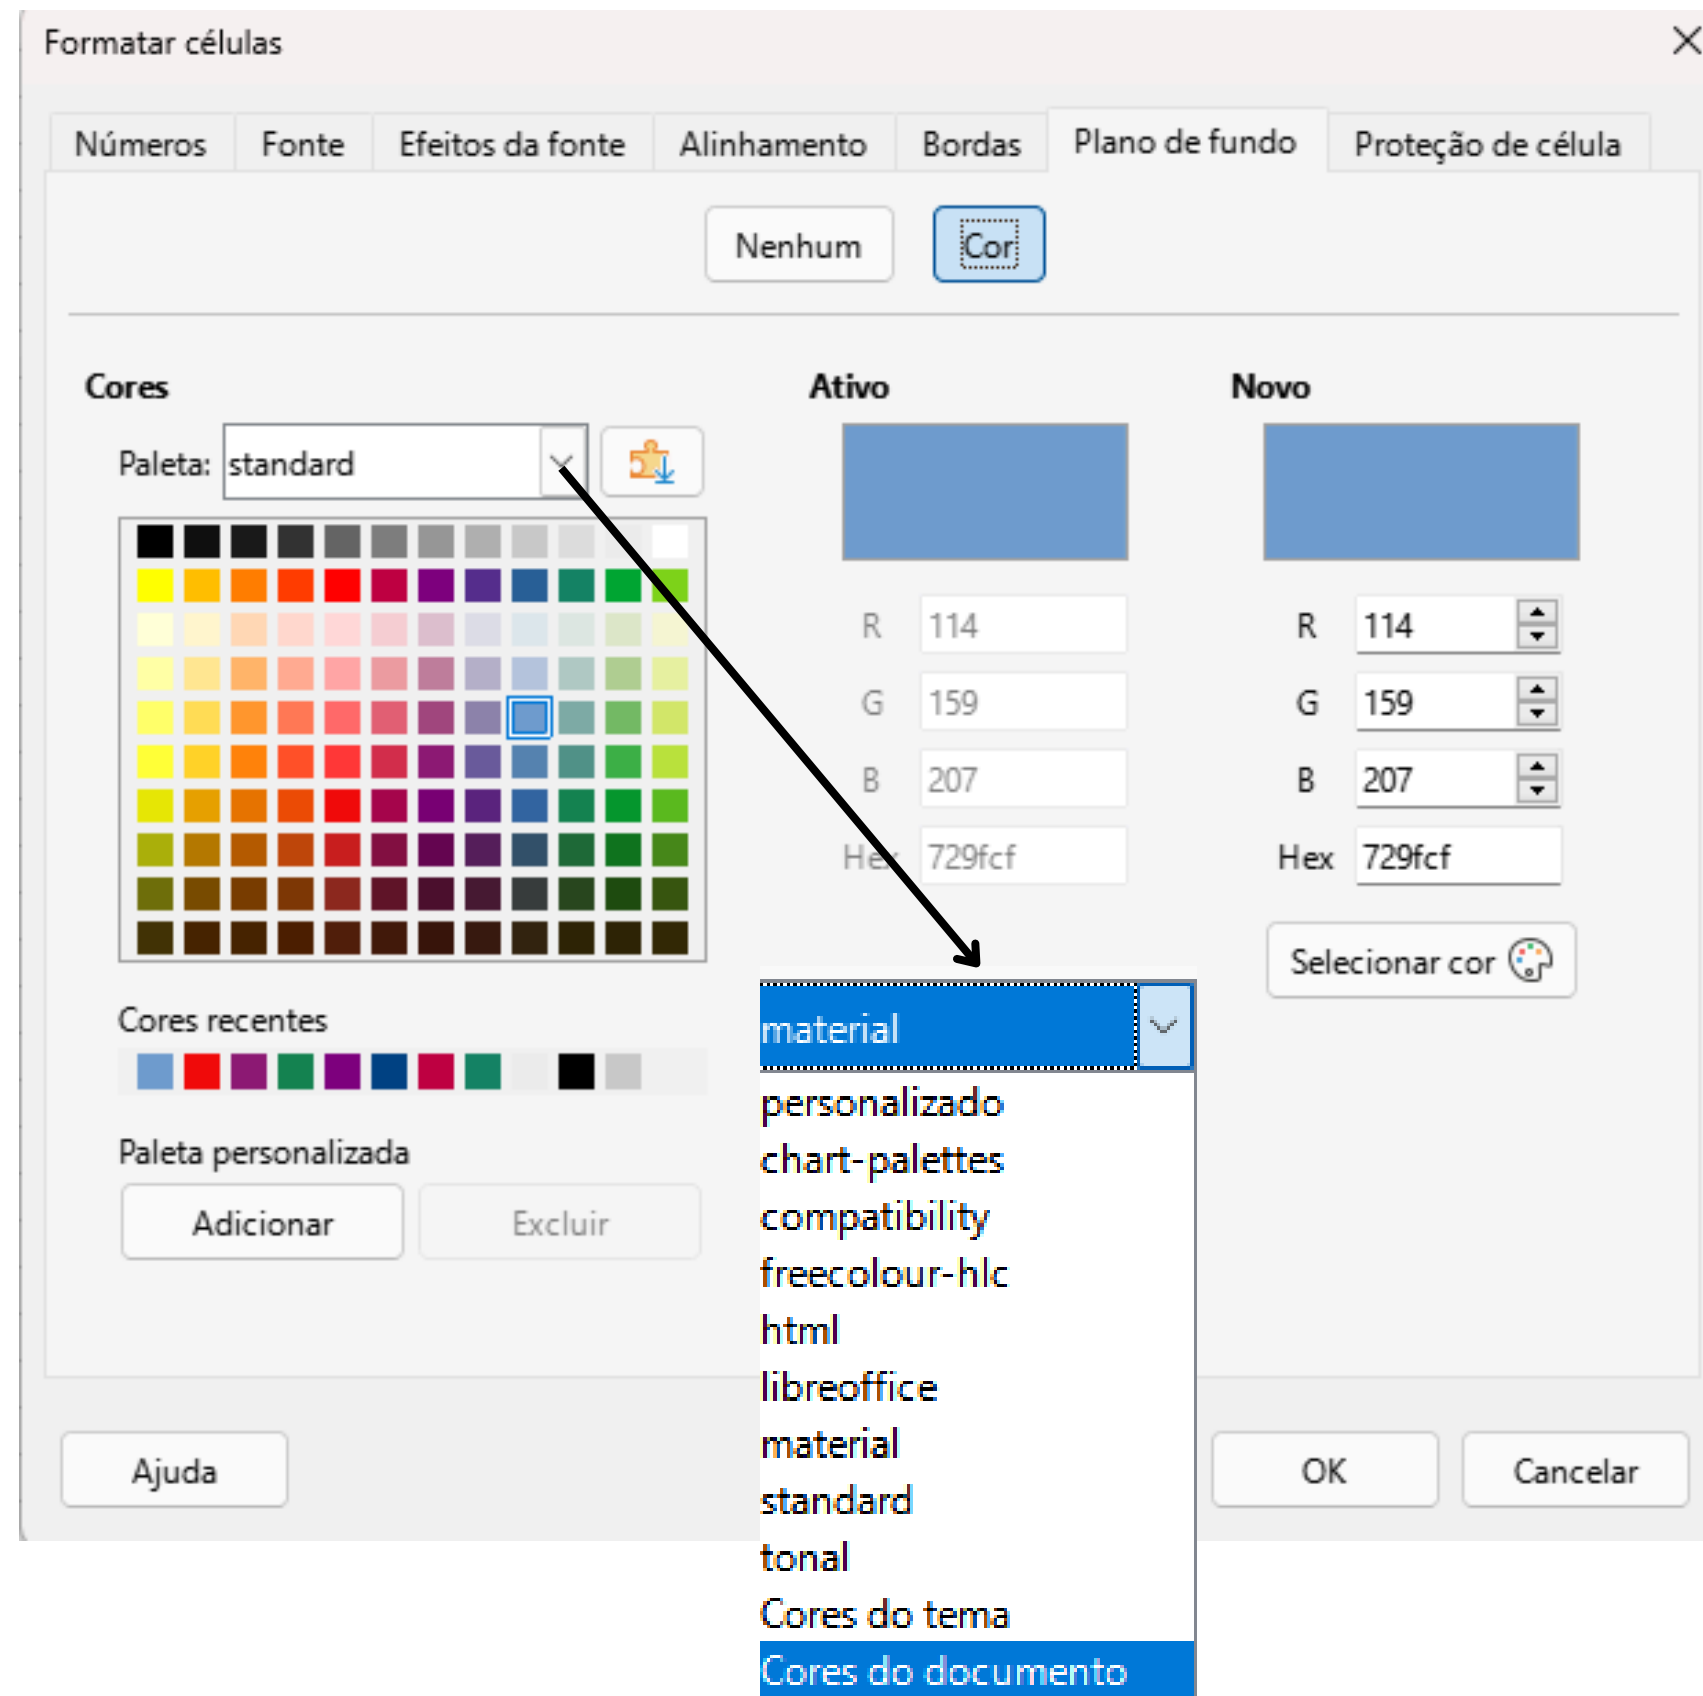 Formatar células
Números Fonte Efeitos da fonte Alinhamento Bordas Plano de fundo Proteção de célula
Nenhum Cor
Cores Ativo Novo
Paleta: standard
R 114 R 114
G 159 G 159
B 207 B 207
Hex 729fcf Hex 729fcf
Selecionar cor
Cores recentes
Paleta personalizada
Adicionar Excluir
material
personalizado
chart-palettes
compatibility
freecolour-hlc
html
libreoffice
material
standard
tonal
Cores do tema
Cores do documento
Ajuda OK Cancelar